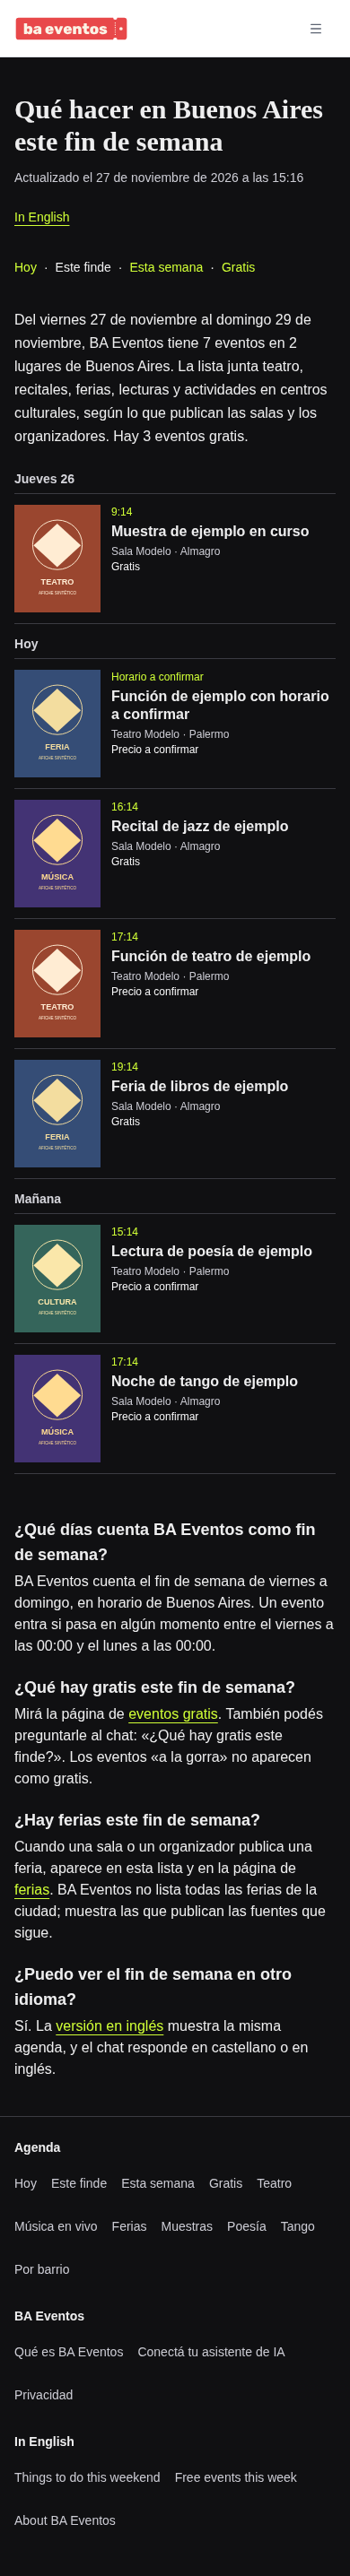 ba eventos
Qué hacer en Buenos Aires
este fin de semana
Actualizado el 27 de noviembre de 2026 a las 15:16
In English
Hoy · Este finde · Esta semana · Gratis
Del viernes 27 de noviembre al domingo 29 de
noviembre, BA Eventos tiene 7 eventos en 2
lugares de Buenos Aires. La lista junta teatro,
recitales, ferias, lecturas y actividades en centros
culturales, según lo que publican las salas y los
organizadores. Hay 3 eventos gratis.
Jueves 26
TEATRO
AFICHE SINTÉTICO
9:14
Muestra de ejemplo en curso
Sala Modelo · Almagro
Gratis
Hoy
FERIA
AFICHE SINTÉTICO
Horario a confirmar
Función de ejemplo con horario
a confirmar
Teatro Modelo · Palermo
Precio a confirmar
MÚSICA
AFICHE SINTÉTICO
16:14
Recital de jazz de ejemplo
Sala Modelo · Almagro
Gratis
TEATRO
AFICHE SINTÉTICO
17:14
Función de teatro de ejemplo
Teatro Modelo · Palermo
Precio a confirmar
FERIA
AFICHE SINTÉTICO
19:14
Feria de libros de ejemplo
Sala Modelo · Almagro
Gratis
Mañana
CULTURA
AFICHE SINTÉTICO
15:14
Lectura de poesía de ejemplo
Teatro Modelo · Palermo
Precio a confirmar
MÚSICA
AFICHE SINTÉTICO
17:14
Noche de tango de ejemplo
Sala Modelo · Almagro
Precio a confirmar
¿Qué días cuenta BA Eventos como fin
de semana?
BA Eventos cuenta el fin de semana de viernes a
domingo, en horario de Buenos Aires. Un evento
entra si pasa en algún momento entre el viernes a
las 00:00 y el lunes a las 00:00.
¿Qué hay gratis este fin de semana?
Mirá la página de eventos gratis. También podés
preguntarle al chat: «¿Qué hay gratis este
finde?». Los eventos «a la gorra» no aparecen
como gratis.
¿Hay ferias este fin de semana?
Cuando una sala o un organizador publica una
feria, aparece en esta lista y en la página de
ferias. BA Eventos no lista todas las ferias de la
ciudad; muestra las que publican las fuentes que
sigue.
¿Puedo ver el fin de semana en otro
idioma?
Sí. La versión en inglés muestra la misma
agenda, y el chat responde en castellano o en
inglés.
Agenda
Hoy Este finde Esta semana Gratis Teatro
Música en vivo Ferias Muestras Poesía Tango
Por barrio
BA Eventos
Qué es BA Eventos Conectá tu asistente de IA
Privacidad
In English
Things to do this weekend Free events this week
About BA Eventos